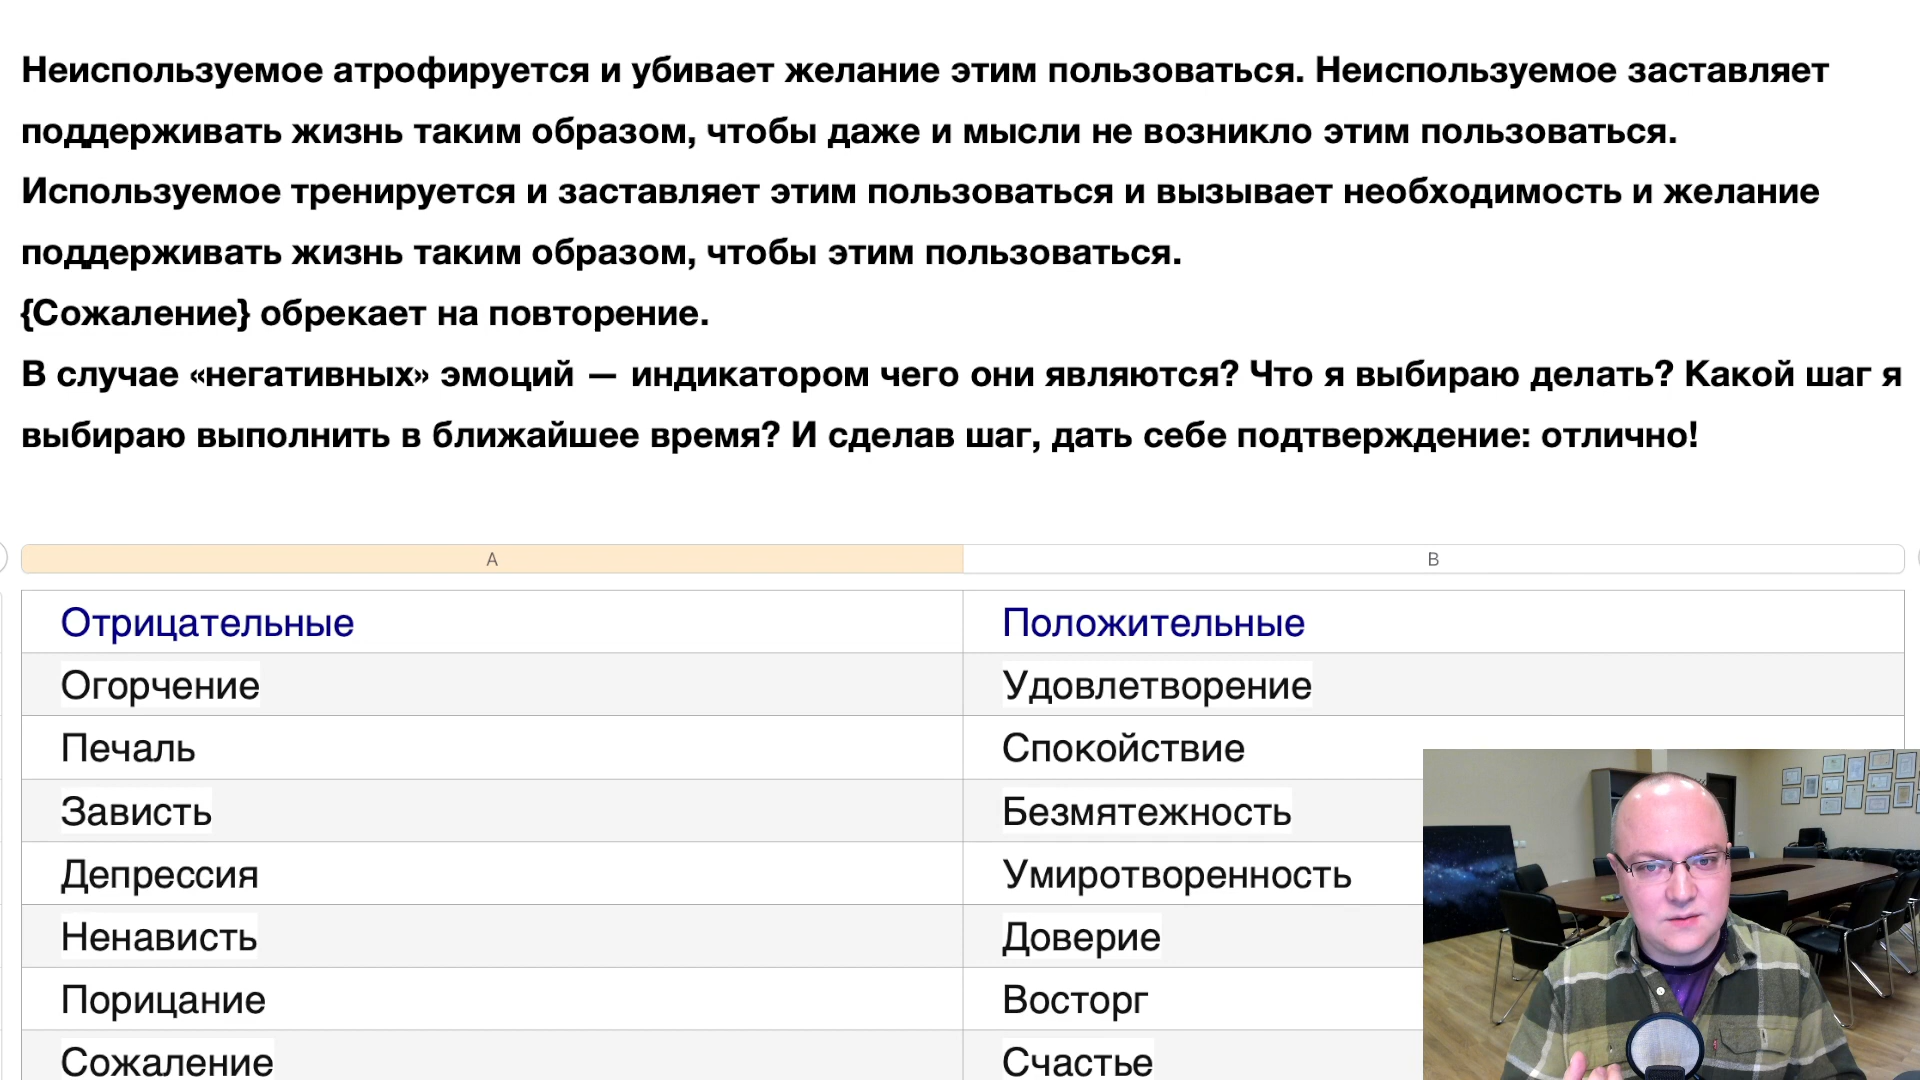 Неиспользуемое атрофируется и убивает желание этим пользоваться. Неиспользуемое заставляет
поддерживать жизнь таким образом, чтобы даже и мысли не возникло этим пользоваться.
Используемое тренируется и заставляет этим пользоваться и вызывает необходимость и желание
поддерживать жизнь таким образом, чтобы этим пользоваться.
{Сожаление} обрекает на повторение.
В случае «негативных» эмоций — индикатором чего они являются? Что я выбираю делать? Какой шаг я
выбираю выполнить в ближайшее время? И сделав шаг, дать себе подтверждение: отлично!
A B
Отрицательные Положительные
Огорчение Удовлетворение
Печаль Спокойствие
Зависть Безмятежность
Депрессия Умиротворенность
Ненависть Доверие
Порицание Восторг
Сожаление Счастье